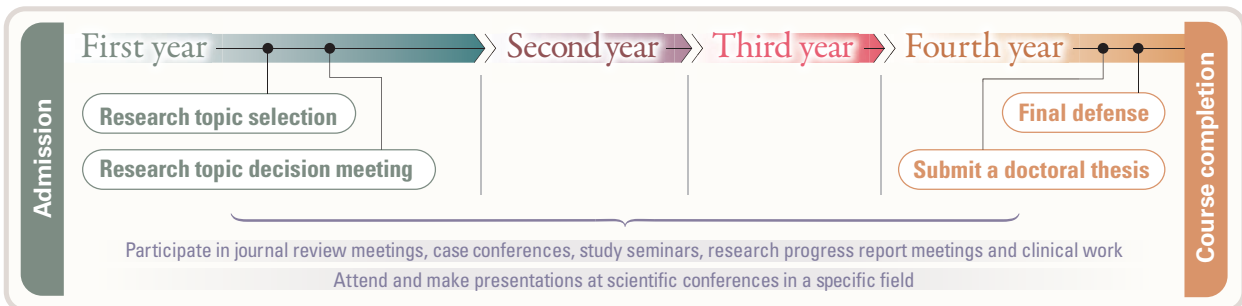 Admission
First year
Second year
Third year
Fourth year
Research topic selection
Research topic decision meeting
Final defense
Submit a doctoral thesis
Participate in journal review meetings, case conferences, study seminars, research progress report meetings and clinical work
Attend and make presentations at scientific conferences in a specific field
Course completion